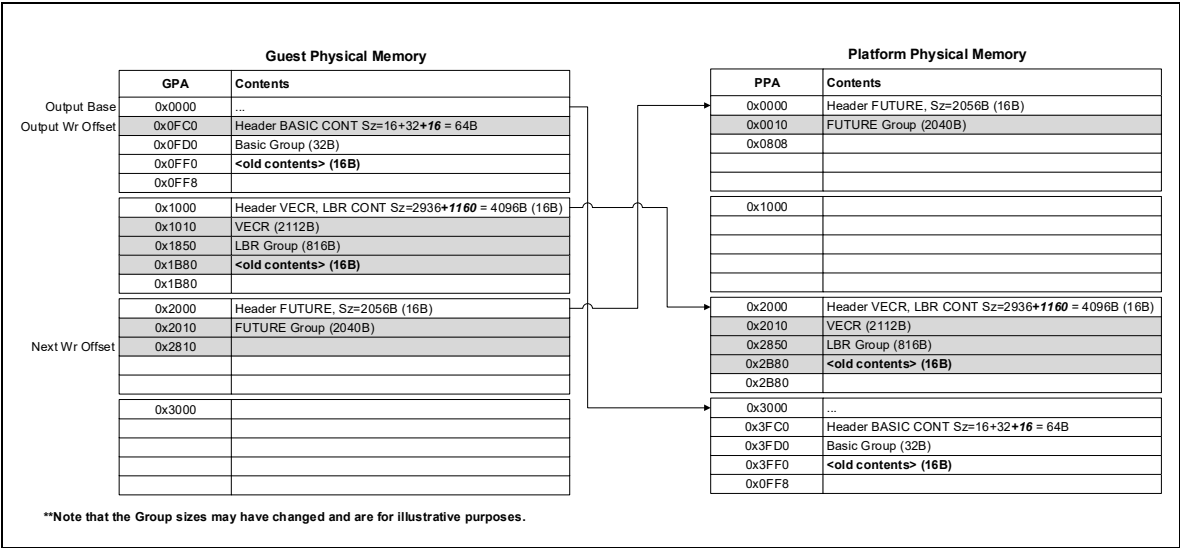 Guest Physical Memory
GPA Contents
Output Base 0x0000 ...
Output Wr Offset 0x0FC0 Header BASIC CONT Sz=16+32+16 = 64B
0x0FD0 Basic Group (32B)
0x0FF0 <old contents> (16B)
0x0FF8
0x1000 Header VECR, LBR CONT Sz=2936+1160 = 4096B (16B)
0x1010 VECR (2112B)
0x1850 LBR Group (816B)
0x1B80 <old contents> (16B)
0x1B80
0x2000 Header FUTURE, Sz=2056B (16B)
0x2010 FUTURE Group (2040B)
Next Wr Offset 0x2810
0x3000
Platform Physical Memory
PPA Contents
0x0000 Header FUTURE, Sz=2056B (16B)
0x0010 FUTURE Group (2040B)
0x0808
0x1000
0x2000 Header VECR, LBR CONT Sz=2936+1160 = 4096B (16B)
0x2010 VECR (2112B)
0x2850 LBR Group (816B)
0x2B80 <old contents> (16B)
0x2B80
0x3000 ...
0x3FC0 Header BASIC CONT Sz=16+32+16 = 64B
0x3FD0 Basic Group (32B)
0x3FF0 <old contents> (16B)
0x0FF8
**Note that the Group sizes may have changed and are for illustrative purposes.